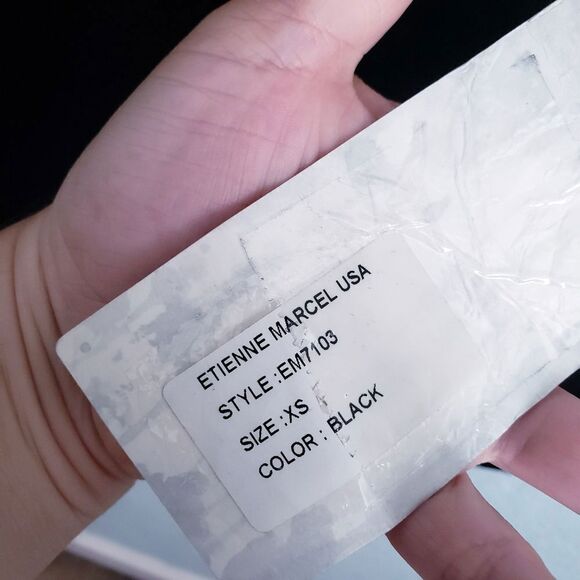 ETIENNE MARCEL USA
STYLE :EM7103
SIZE :XS
COLOR : BLACK